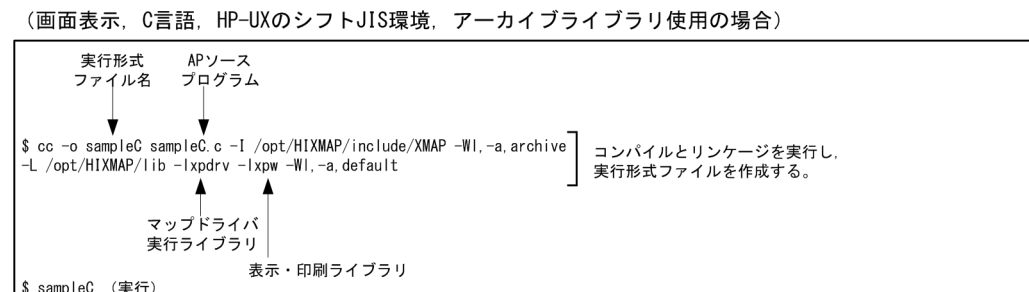 （画面表示，C言語，HP-UXのシフトJIS環境，アーカイブライブラリ使用の場合）
実行形式
ファイル名
APソース
プログラム
$ cc -o sampleC sampleC.c -I /opt/HIXMAP/include/XMAP -Wl,-a,archive
-L /opt/HIXMAP/lib -lxpdrv -lxpw -Wl,-a,default
コンパイルとリンケージを実行し，
実行形式ファイルを作成する。
マップドライバ
実行ライブラリ
表示・印刷ライブラリ
$ sampleC （実行）